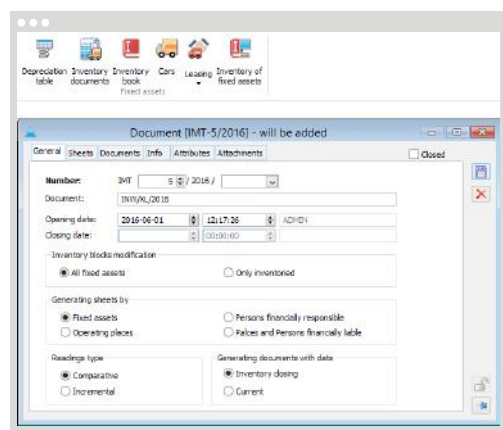 Depreciation table
Inventory documents
Inventory book
Cars
Leasing
Inventory of fixed assets
Fixed assets
Document [IMT-5/2016] - will be added
General Sheets Documents Info Attributes Attachments
Closed
Number: IMT 5 / 2016 /
Document: INW/XL/2016
Opening date: 2016-06-01 12:17:26 ADMIN
Closing date: 00:00:00
Inventory blocks modification
All fixed assets Only inventoried
Generating sheets by
Fixed assets Persons financially responsible
Operating places Palces and Persons financially liable
Readings type Generating documents with date
Comparative Inventory closing
Incremental Current